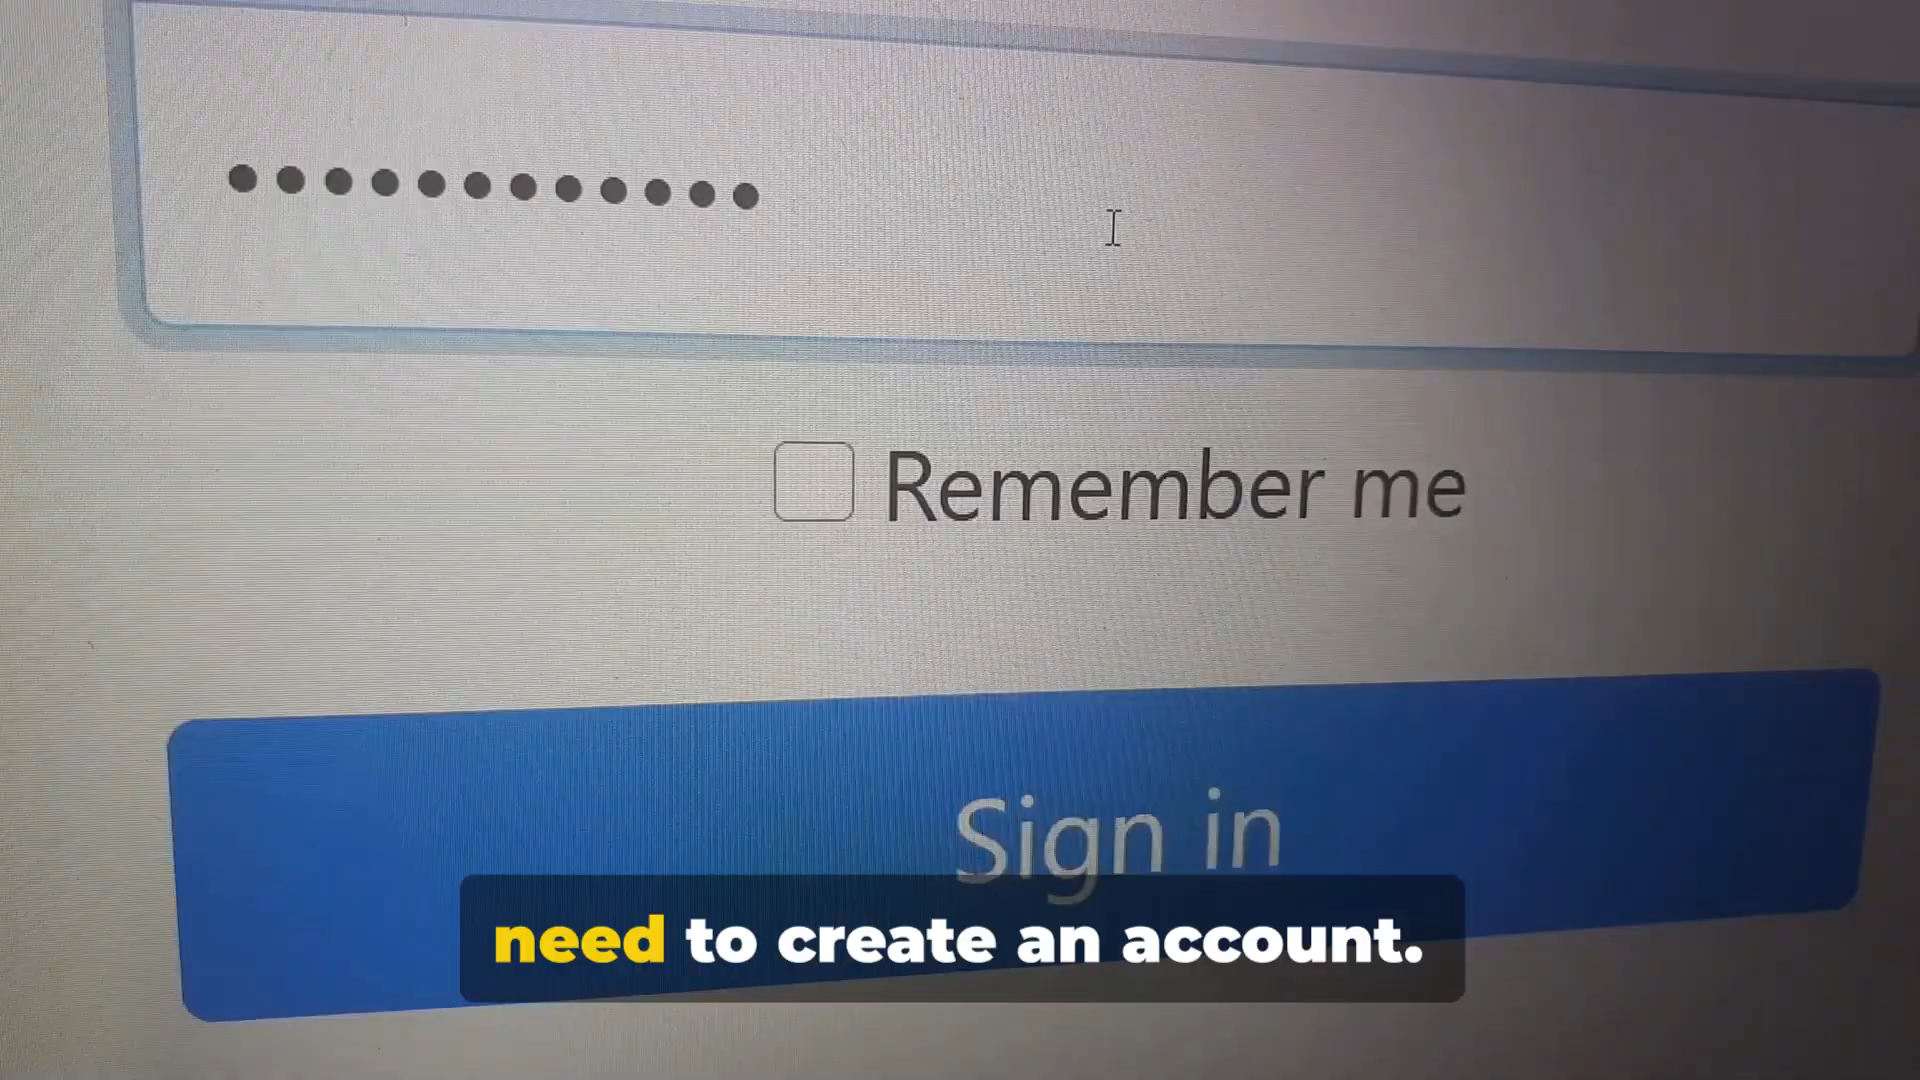 ••••••••••••
Remember me
Sign in
need to create an account.